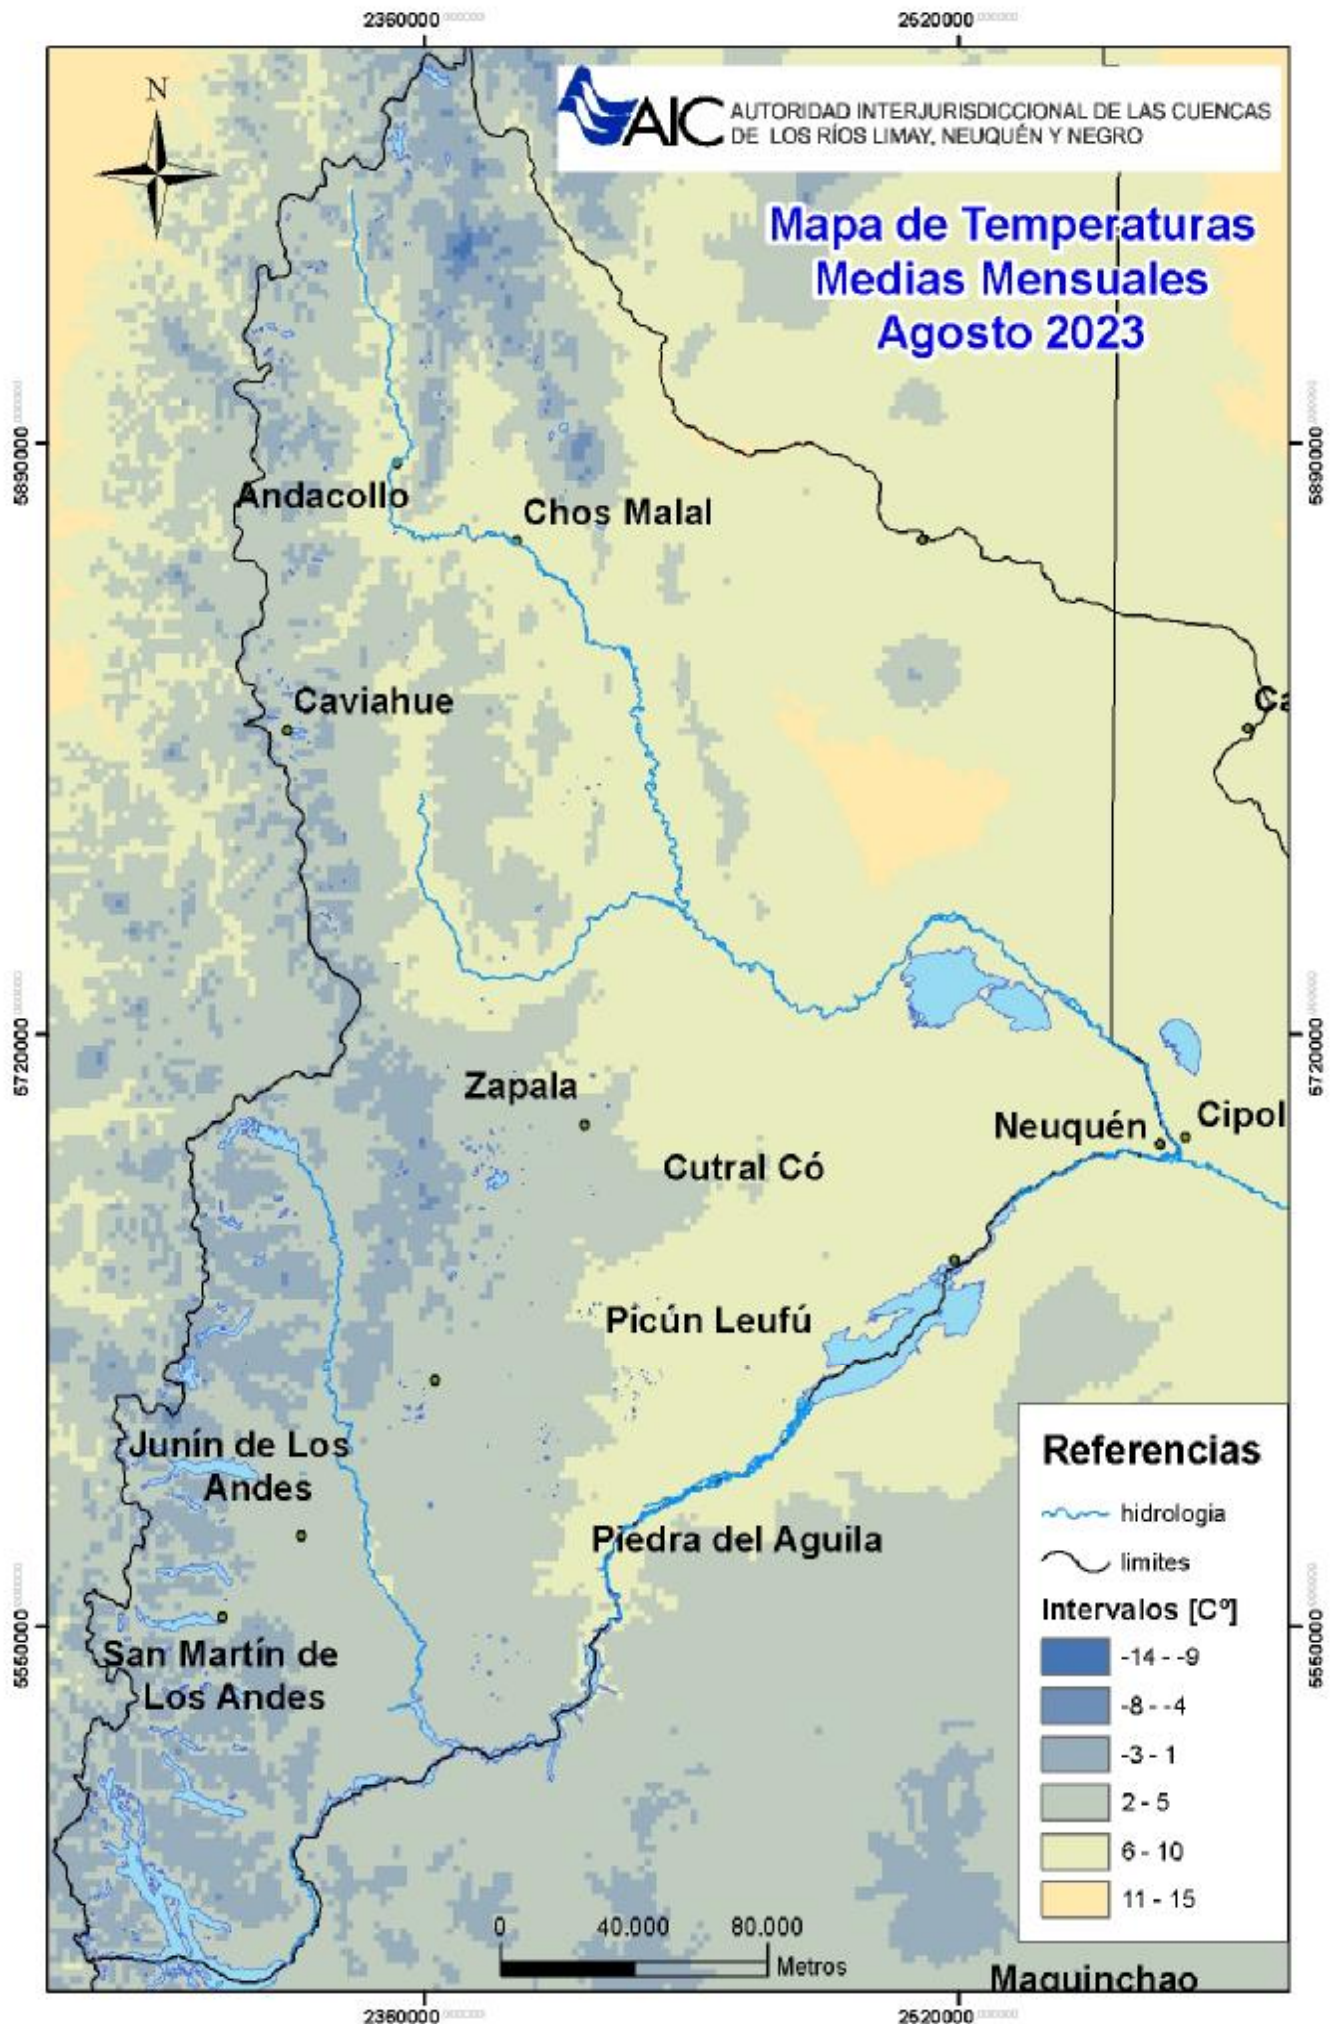 2360000
2520000
N
AIC
AUTORIDAD INTERJURISDICCIONAL DE LAS CUENCAS
DE LOS RÍOS LIMAY, NEUQUÉN Y NEGRO
Mapa de Temperaturas
Medias Mensuales
Agosto 2023
5890000
5890000
Andacollo
Chos Malal
Caviahue
Ca
5720000
5720000
Zapala
Neuquén
Cipol
Cutral Có
Picún Leufú
Junín de Los
Andes
Referencias
hidrologia
limites
Piedra del Aguila
Intervalos [Cº]
5550000
5550000
San Martín de
Los Andes
-14 - -9
-8 - -4
-3 - 1
2 - 5
6 - 10
11 - 15
0 40.000 80.000
Metros
Maquinchao
2360000
2520000